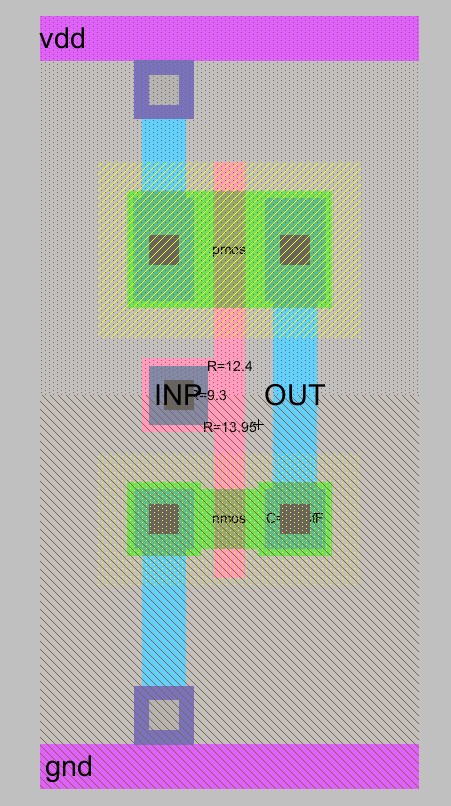 vdd
pmos
R=12.4
INP
R=9.3
OUT
R=13.95
nmos
gnd